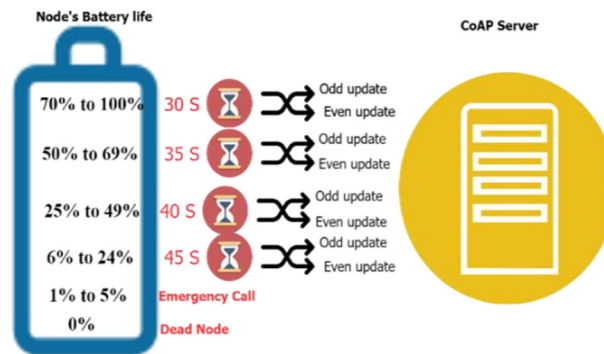 Node's Battery life
CoAP Server
70% to 100% 30 S Odd update
Even update
50% to 69% 35 S Odd update
Even update
25% to 49% 40 S Odd update
Even update
6% to 24% 45 S Odd update
Even update
1% to 5% Emergency Call
0% Dead Node